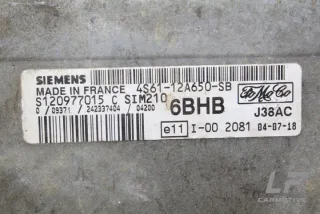 SIEMENS
MADE IN FRANCE 4S61-12A650-SB
S120977015 C SIM210
0 /09371 / 242337404 / 04200
6BHB
FoMoCo
J38AC
e11 I-00 2081 04-07-18
CARMOTIVE